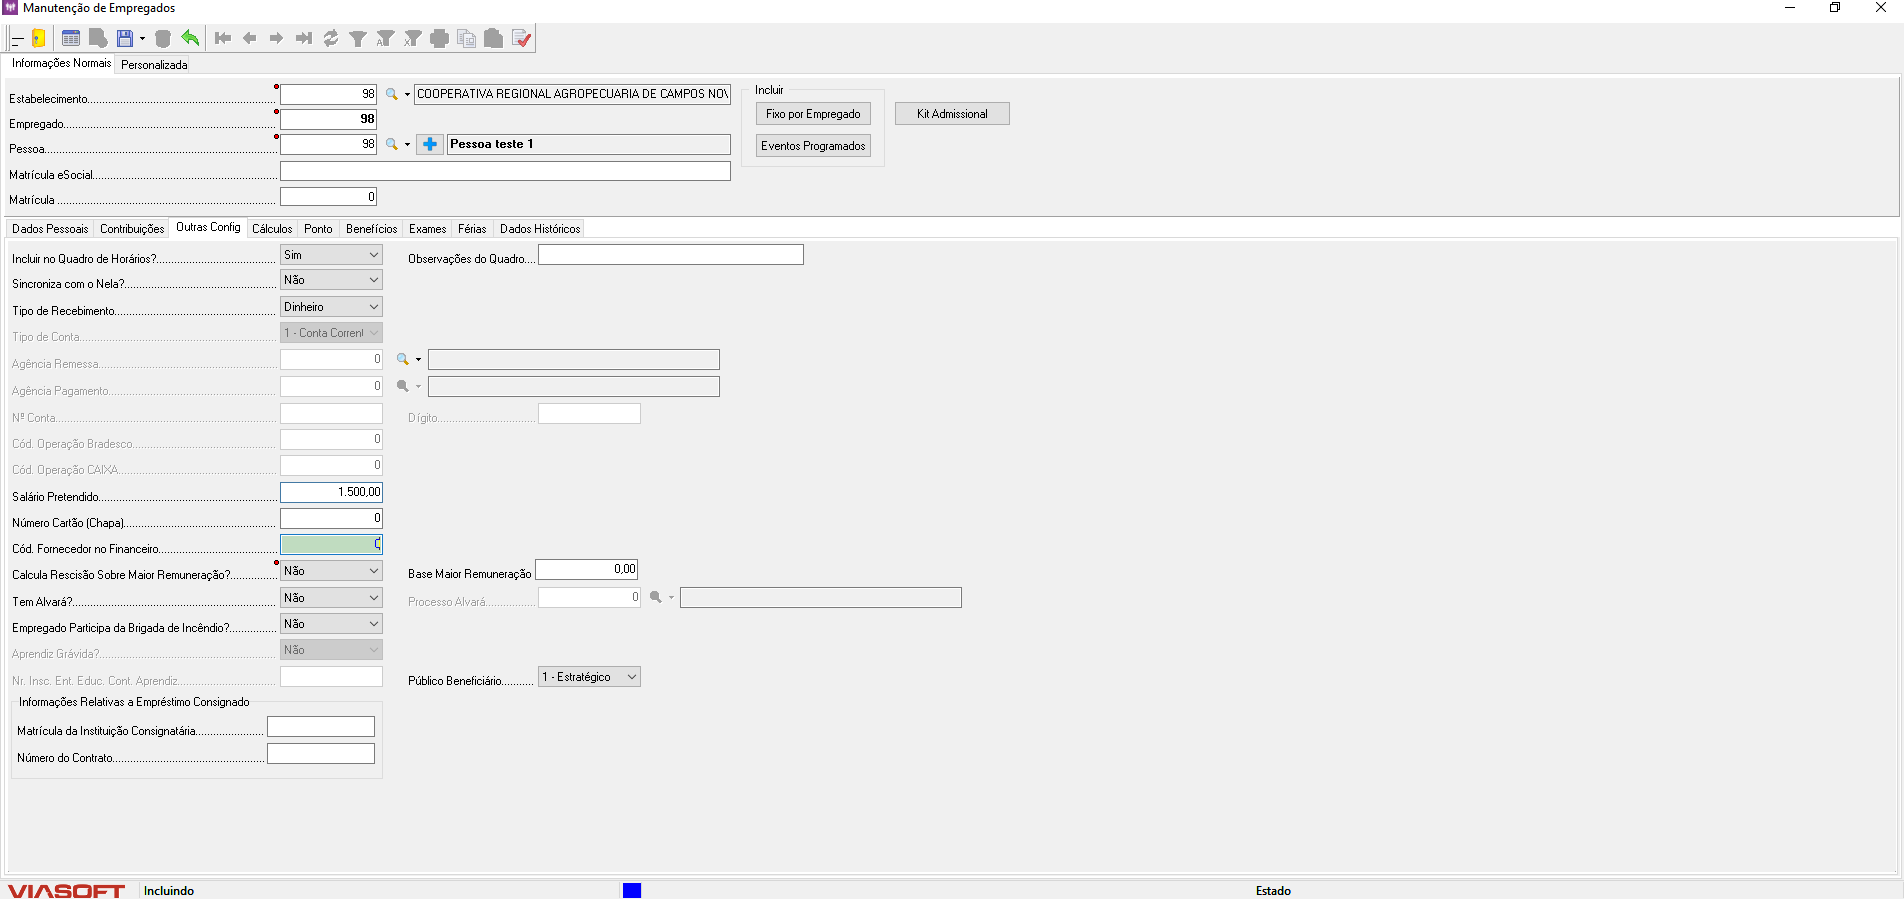 Manutenção de Empregados
Informações Normais Personalizada
Estabelecimento 98 COOPERATIVA REGIONAL AGROPECUARIA DE CAMPOS NOV
Empregado 98
Pessoa 98 Pessoa teste 1
Matrícula eSocial
Matrícula 0
Incluir
Fixo por Empregado
Eventos Programados
Kit Admissional
Dados Pessoais Contribuições Outras Config Cálculos Ponto Benefícios Exames Férias Dados Históricos
Incluir no Quadro de Horários? Sim Observações do Quadro
Sincroniza com o Nela? Não
Tipo de Recebimento Dinheiro
Tipo de Conta 1 - Conta Corrent
Agência Remessa 0
Agência Pagamento 0
Nº Conta Dígito
Cód. Operação Bradesco 0
Cód. Operação CAIXA 0
Salário Pretendido 1.500,00
Número Cartão (Chapa) 0
Cód. Fornecedor no Financeiro
Calcula Rescisão Sobre Maior Remuneração? Não Base Maior Remuneração 0,00
Tem Alvará? Não Processo Alvará 0
Empregado Participa da Brigada de Incêndio? Não
Aprendiz Grávida? Não
Nr. Insc. Ent. Educ. Cont. Aprendiz Público Beneficiário 1 - Estratégico
Informações Relativas a Empréstimo Consignado
Matrícula da Instituição Consignatária
Número do Contrato
VIASOFT Incluindo Estado